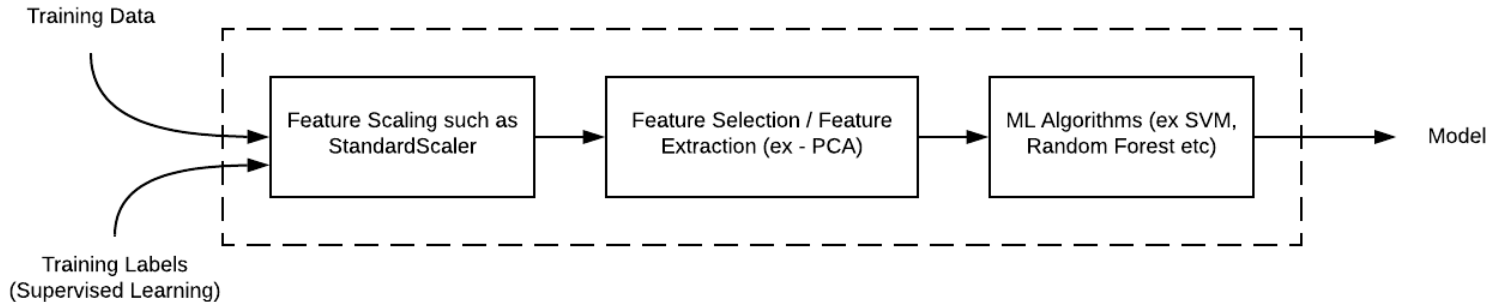 Training Data
Feature Scaling such as
StandardScaler
Feature Selection / Feature
Extraction (ex - PCA)
ML Algorithms (ex SVM,
Random Forest etc)
Model
Training Labels
(Supervised Learning)